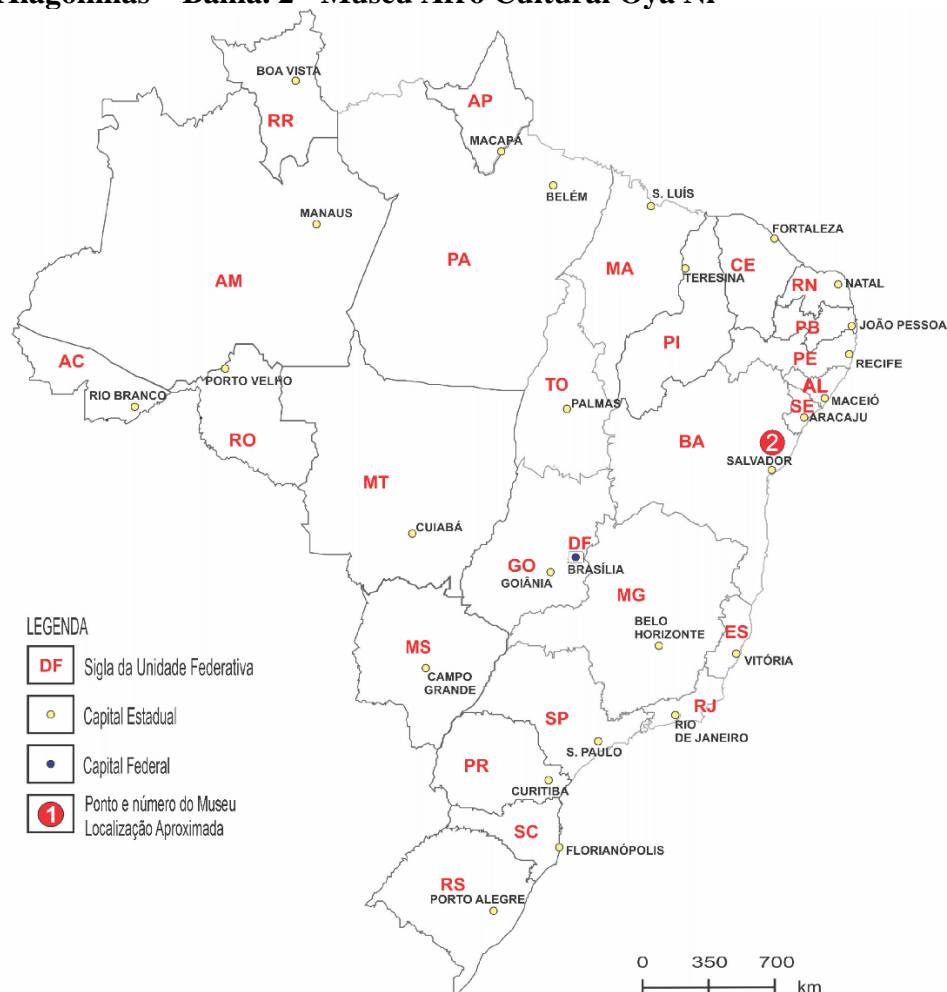 Alagoinhas – Bahia. 2 - Museu Afro Cultural
BOA VISTA
RR
AP
MACAPÁ
BELÉM
S. LUÍS
MANAUS
FORTALEZA
PA
MA
CE
TERESINA
AM
RN
NATAL
PB
JOÃO PESSOA
PI
PE
RECIFE
AC
PORTO VELHO
RIO BRANCO
TO
PALMAS
AL
MACEIÓ
SE
ARACAJU
RO
BA
2
SALVADOR
MT
CUIABÁ
DF
BRASÍLIA
GO
GOIÂNIA
MG
BELO
HORIZONTE
ES
VITÓRIA
MS
CAMPO
GRANDE
RJ
RIO
DE JANEIRO
SP
S. PAULO
PR
CURITIBA
SC
FLORIANÓPOLIS
RS
PORTO ALEGRE
LEGENDA
DF Sigla da Unidade Federativa
Capital Estadual
Capital Federal
1 Ponto e número do Museu
Localização Aproximada
0 350 700
km